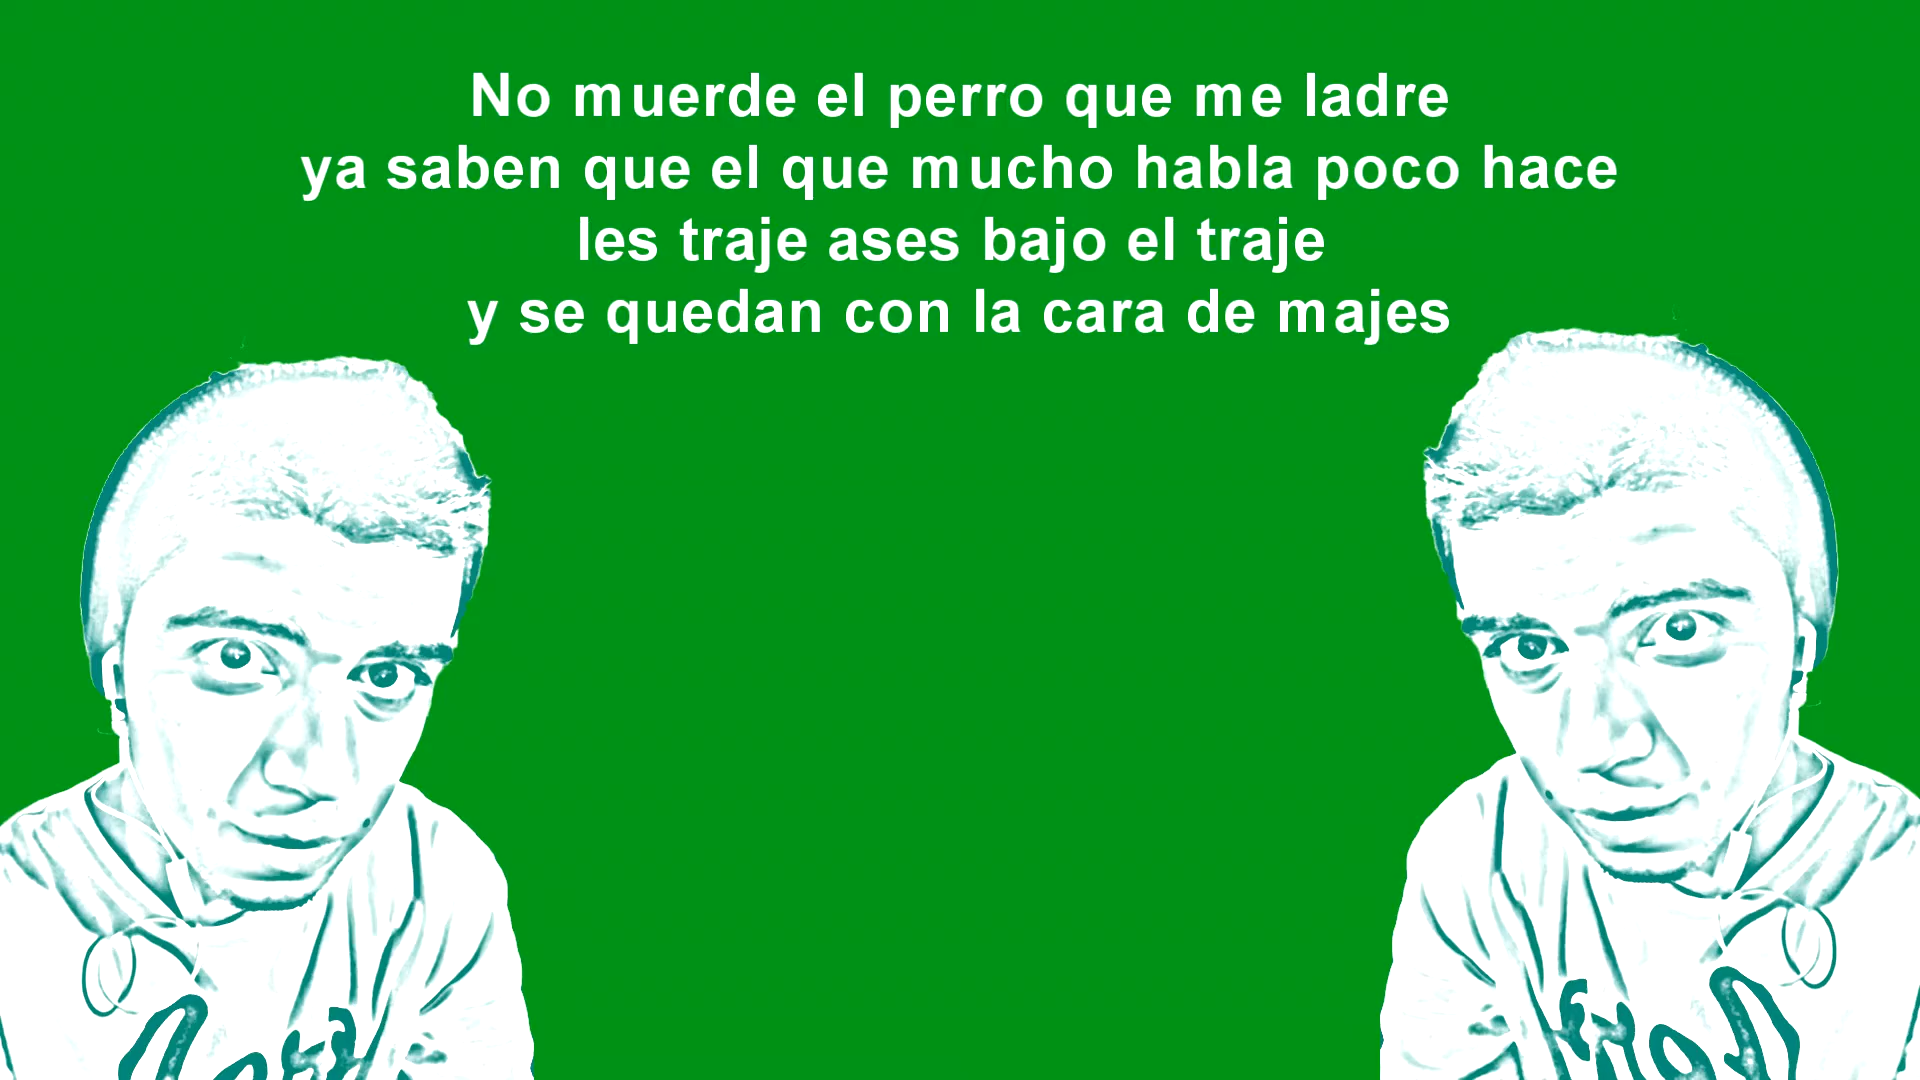 No muerde el perro que me ladre
ya saben que el que mucho habla poco hace
les traje ases bajo el traje
y se quedan con la cara de majes